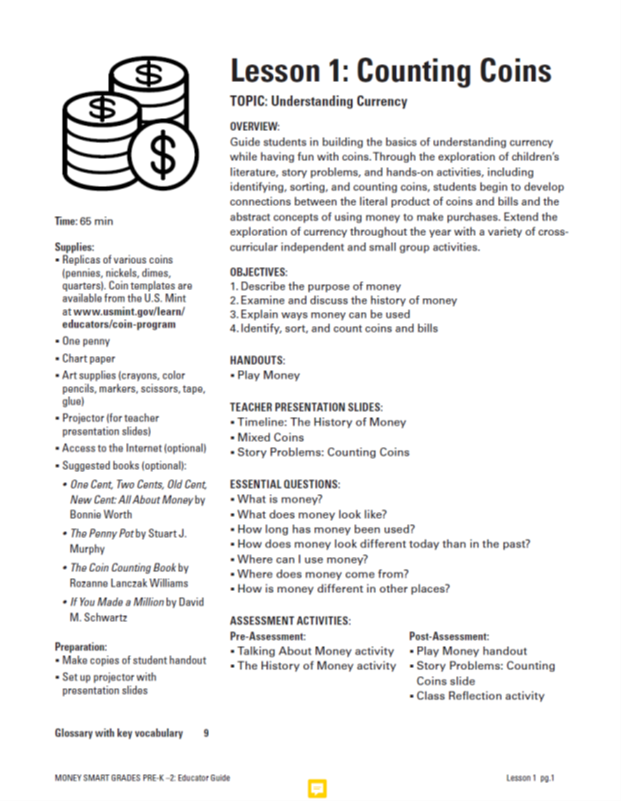 Lesson 1: Counting Coins
TOPIC: Understanding Currency
OVERVIEW:
Guide students in building the basics of understanding currency
while having fun with coins. Through the exploration of children's
literature, story problems, and hands-on activities, including
identifying, sorting, and counting coins, students begin to develop
connections between the literal product of coins and bills and the
abstract concepts of using money to make purchases. Extend the
exploration of currency throughout the year with a variety of cross-
curricular independent and small group activities.
OBJECTIVES:
1. Describe the purpose of money
2. Examine and discuss the history of money
3. Explain ways money can be used
4. Identify, sort, and count coins and bills
HANDOUTS:
▪ Play Money
TEACHER PRESENTATION SLIDES:
▪ Timeline: The History of Money
▪ Mixed Coins
▪ Story Problems: Counting Coins
ESSENTIAL QUESTIONS:
▪ What is money?
▪ What does money look like?
▪ How long has money been used?
▪ How does money look different today than in the past?
▪ Where can I use money?
▪ Where does money come from?
▪ How is money different in other places?
ASSESSMENT ACTIVITIES:
Pre-Assessment:
▪ Talking About Money activity
▪ The History of Money activity
Post-Assessment:
▪ Play Money handout
▪ Story Problems: Counting
Coins slide
▪ Class Reflection activity
$
$
$
Time: 65 min
Supplies:
▪ Replicas of various coins
(pennies, nickels, dimes,
quarters). Coin templates are
available from the U.S. Mint
at www.usmint.gov/learn/
educators/coin-program
▪ One penny
▪ Chart paper
▪ Art supplies (crayons, color
pencils, markers, scissors, tape,
glue)
▪ Projector (for teacher
presentation slides)
▪ Access to the Internet (optional)
▪ Suggested books (optional):
• One Cent, Two Cents, Old Cent,
New Cent: All About Money by
Bonnie Worth
• The Penny Pot by Stuart J.
Murphy
• The Coin Counting Book by
Rozanne Lanczak Williams
• If You Made a Million by David
M. Schwartz
Preparation:
▪ Make copies of student handout
▪ Set up projector with
presentation slides
Glossary with key vocabulary 9
MONEY SMART GRADES PRE-K –2: Educator Guide
Lesson 1 pg.1